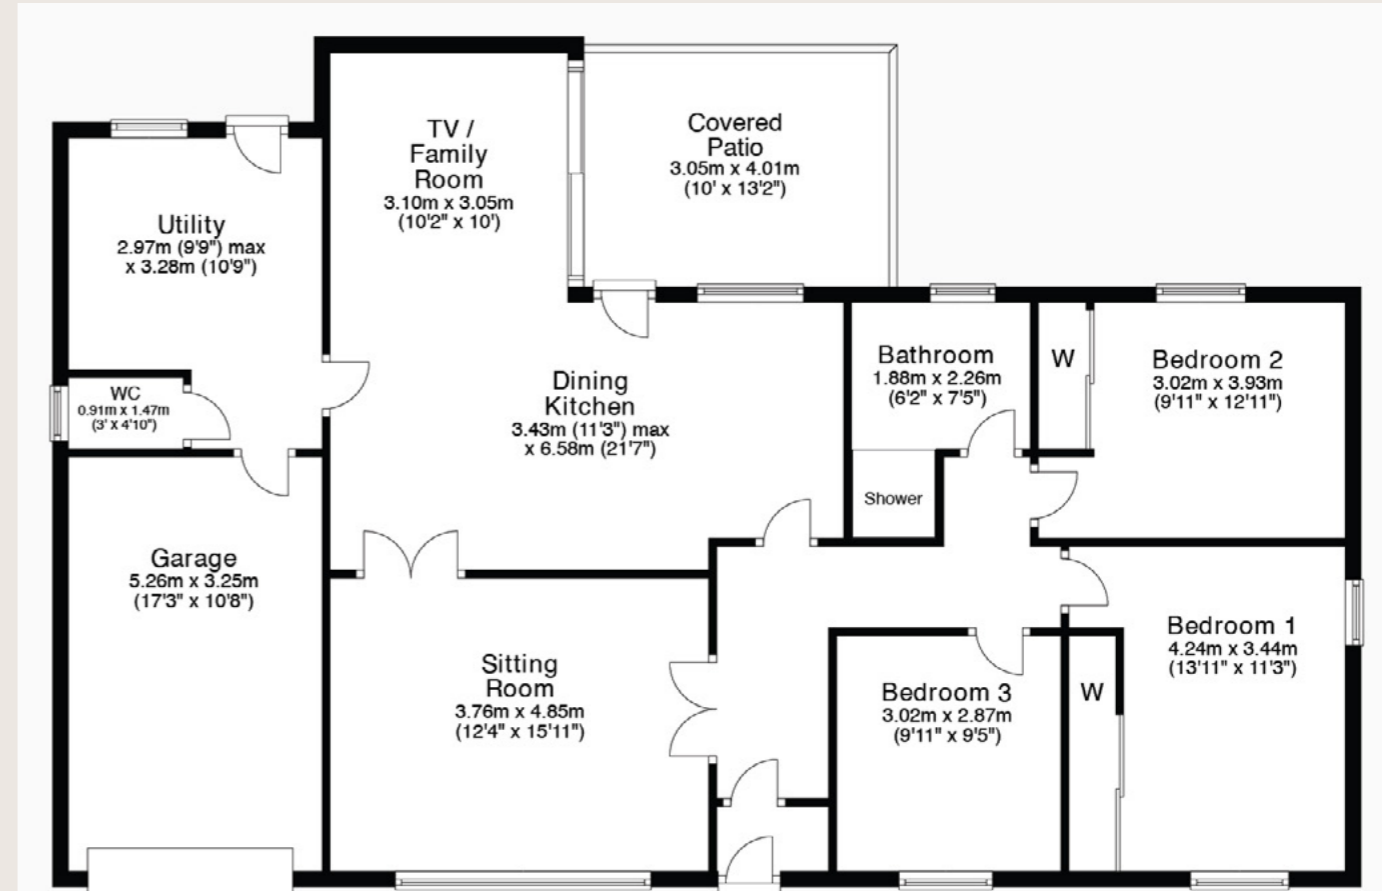 TV /
Family
Room
3.10m x 3.05m
(10'2" x 10')
Covered
Patio
3.05m x 4.01m
(10' x 13'2")
Utility
2.97m (9'9") max
x 3.28m (10'9")
WC
0.91m x 1.47m
(3' x 4'10")
Dining
Kitchen
3.43m (11'3") max
x 6.58m (21'7")
Bathroom
1.88m x 2.26m
(6'2" x 7'5")
Shower
W
Bedroom 2
3.02m x 3.93m
(9'11" x 12'11")
Garage
5.26m x 3.25m
(17'3" x 10'8")
Sitting
Room
3.76m x 4.85m
(12'4" x 15'11")
Bedroom 3
3.02m x 2.87m
(9'11" x 9'5")
W
Bedroom 1
4.24m x 3.44m
(13'11" x 11'3")